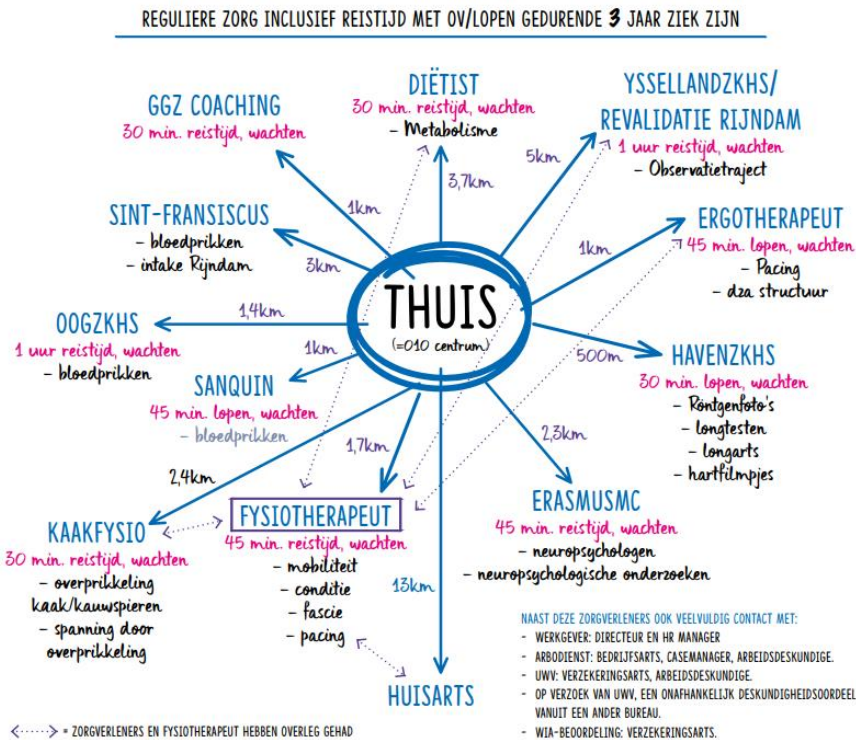 REGULIERE ZORG INCLUSIEF REISTIJD MET OV/LOPEN GEDURENDE 3 JAAR ZIEK ZIJN
GGZ COACHING
30 min. reistijd, wachten
1km
DIËTIST
30 min. reistijd, wachten
- Metabolisme
3,7km
YSSELLANDZKHS/
REVALIDATIE RIJNDAM
1 uur reistijd, wachten
- Observatietraject
5km
SINT-FRANSISCUS
- bloedprikken
- intake Rijndam
3km
ERGOTHERAPEUT
45 min. lopen, wachten
- Pacing
- dza structuur
1km
THUIS
(=010 centrum)
OOGZKHS
1 uur reistijd, wachten
- bloedprikken
1,4km
HAVENZKHS
30 min. lopen, wachten
- Röntgenfoto's
- longtesten
- longarts
- hartfilmpjes
500m
SANQUIN
45 min. lopen, wachten
- bloedprikken
1km
KAAKFYSIO
30 min. reistijd, wachten
- overprikkeling
kaak/kauwspieren
- spanning door
overprikkeling
2,4km
FYSIOTHERAPEUT
45 min. reistijd, wachten
- mobiliteit
- conditie
- fascie
- pacing
1,7km
ERASMUSMC
45 min. reistijd, wachten
- neuropsychologen
- neuropsychologische onderzoeken
2,3km
13km
HUISARTS
NAAST DEZE ZORGVERLENERS OOK VEELVULDIG CONTACT MET:
- WERKGEVER: DIRECTEUR EN HR MANAGER
- ARBODIENST: BEDRIJFSARTS, CASEMANAGER, ARBEIDSDESKUNDIGE.
- UWV: VERZEKERINGSARTS, ARBEIDSDESKUNDIGE.
- OP VERZOEK VAN UWV, EEN ONAFHANKELIJK DESKUNDIGHEIDSOORDEEL
VANUIT EEN ANDER BUREAU.
- WIA-BEOORDELING: VERZEKERINGSARTS.
= ZORGVERLENERS EN FYSIOTHERAPEUT HEBBEN OVERLEG GEHAD